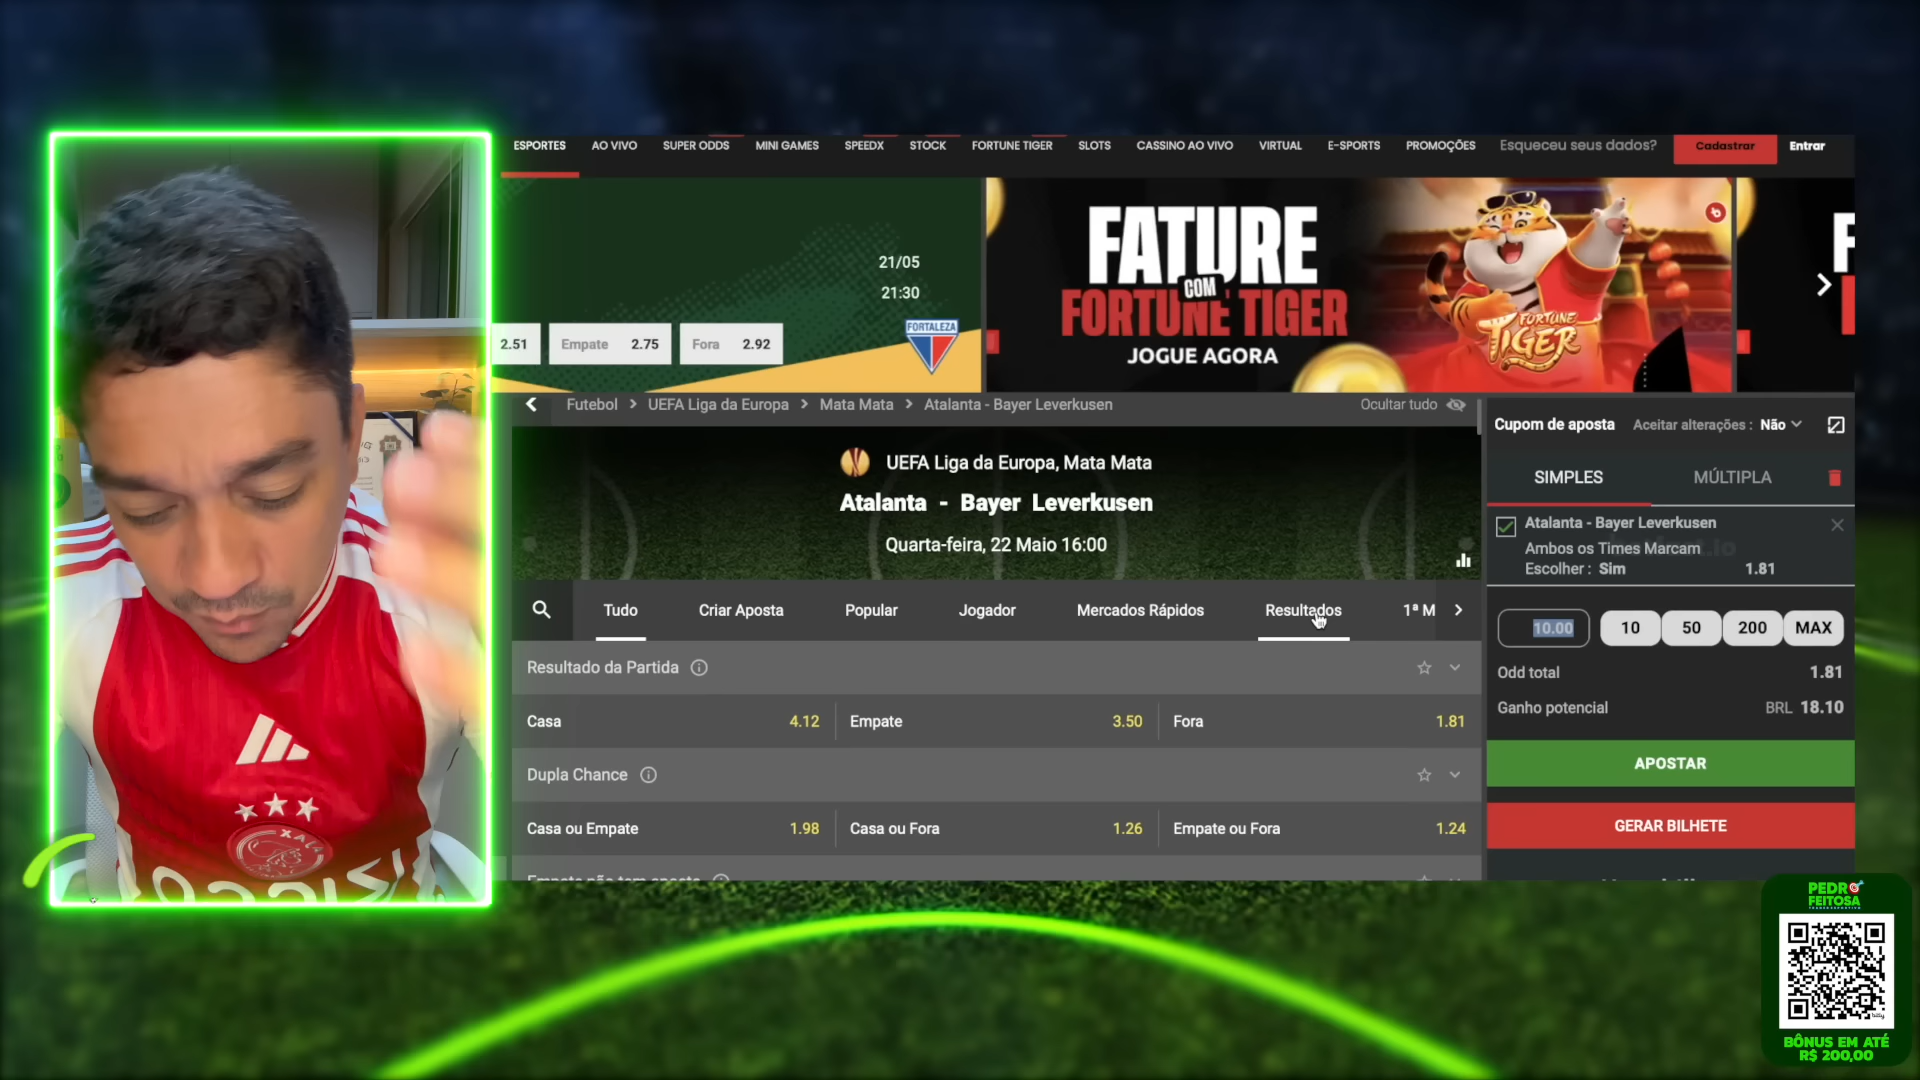 ESPORTES AO VIVO SUPER ODDS MINI GAMES SPEEDX STOCK FORTUNE TIGER SLOTS CASSINO AO VIVO VIRTUAL E-SPORTS PROMOÇÕES Esqueceu seus dados? Cadastrar Entrar
21/05
21:30
2.51 Empate 2.75 Fora 2.92
FORTALEZA
FATURE
COM
FORTUNE TIGER
JOGUE AGORA
FORTUNE
TIGER
F
Futebol > UEFA Liga da Europa > Mata Mata > Atalanta - Bayer Leverkusen Ocultar tudo
UEFA Liga da Europa, Mata Mata
Atalanta - Bayer Leverkusen
Quarta-feira, 22 Maio 16:00
Tudo Criar Aposta Popular Jogador Mercados Rápidos Resultados 1ª M
Resultado da Partida
Casa 4.12 Empate 3.50 Fora 1.81
Dupla Chance
Casa ou Empate 1.98 Casa ou Fora 1.26 Empate ou Fora 1.24
Cupom de aposta Aceitar alterações : Não
SIMPLES MÚLTIPLA
Atalanta - Bayer Leverkusen
Ambos os Times Marcam
Escolher : Sim 1.81
10.00 10 50 200 MAX
Odd total 1.81
Ganho potencial BRL 18.10
APOSTAR
GERAR BILHETE
PEDRO
FEITOSA
BÔNUS EM ATÉ
R$ 200,00